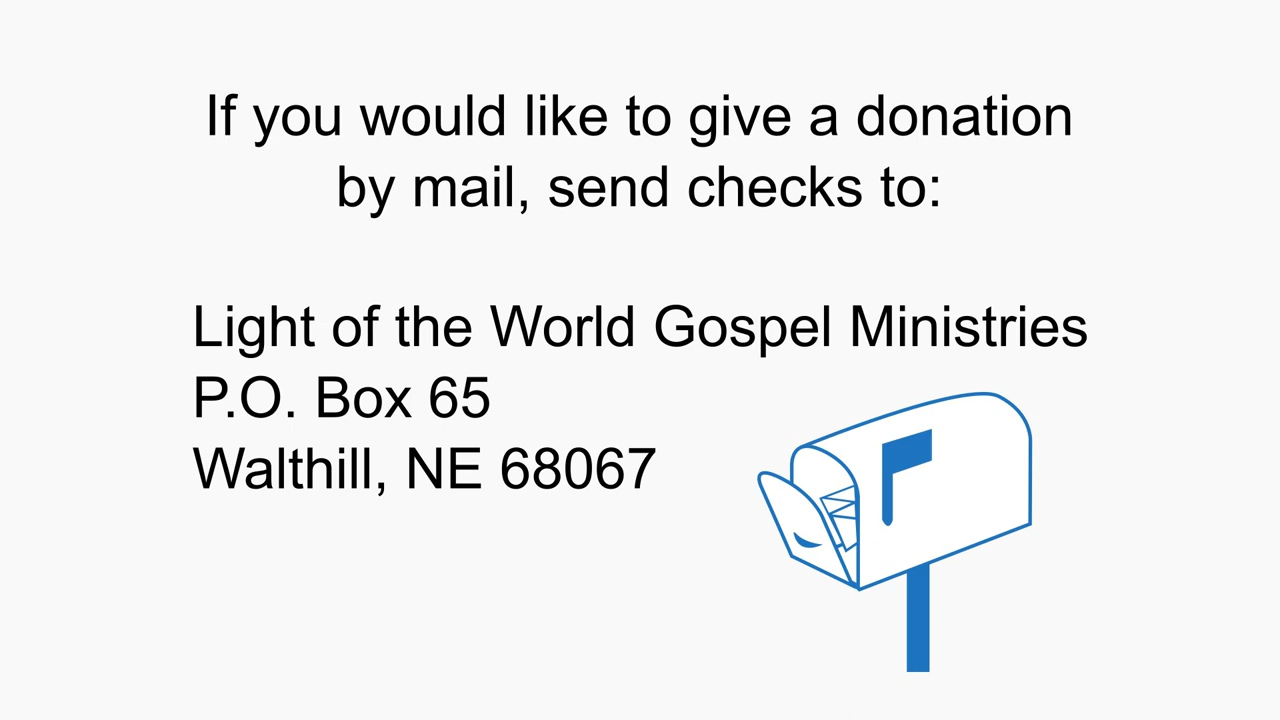 If you would like to give a donation
by mail, send checks to:
Light of the World Gospel Ministries
P.O. Box 65
Walthill, NE 68067